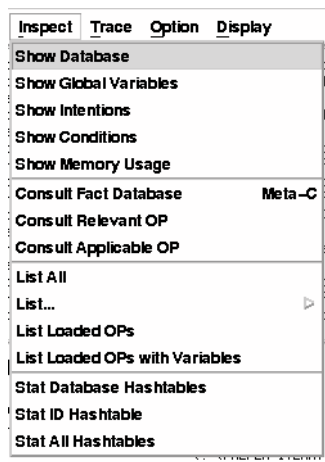 Inspect Trace Option Display
Show Database
Show Global Variables
Show Intentions
Show Conditions
Show Memory Usage
Consult Fact Database Meta-C
Consult Relevant OP
Consult Applicable OP
List All
List...
List Loaded OPs
List Loaded OPs with Variables
Stat Database Hashtables
Stat ID Hashtable
Stat All Hashtables